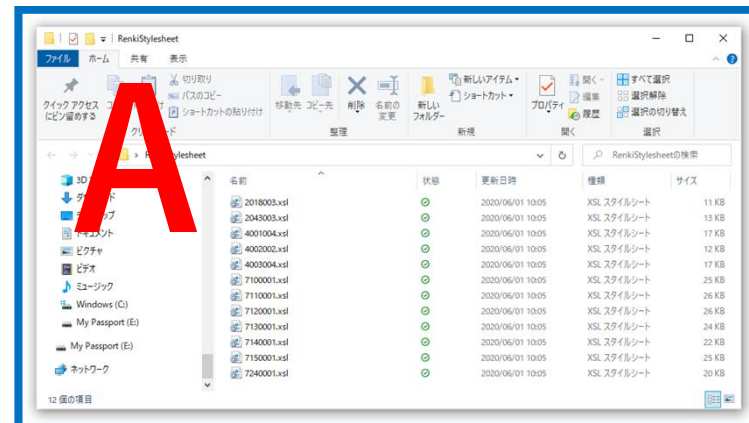 RenkiStylesheet
ファイル ホーム 共有 表示
切り取り
パスのコピー
ショートカットの貼り付け
クイック アクセス
にピン留めする
移動先 コピー先 削除 名前の
変更
新しい
フォルダー
新しいアイテム
ショートカット
プロパティ
開く
編集
履歴
すべて選択
選択解除
選択の切り替え
整理 新規 開く 選択
RenkiStylesheetの検索
A
名前 状態 更新日時 種類 サイズ
2018003.xsl 2020/06/01 10:05 XSL スタイルシート 11 KB
2043003.xsl 2020/06/01 10:05 XSL スタイルシート 13 KB
4001004.xsl 2020/06/01 10:05 XSL スタイルシート 17 KB
4002002.xsl 2020/06/01 10:05 XSL スタイルシート 12 KB
4003004.xsl 2020/06/01 10:05 XSL スタイルシート 17 KB
7100001.xsl 2020/06/01 10:05 XSL スタイルシート 25 KB
7110001.xsl 2020/06/01 10:05 XSL スタイルシート 26 KB
7120001.xsl 2020/06/01 10:05 XSL スタイルシート 26 KB
7130001.xsl 2020/06/01 10:05 XSL スタイルシート 24 KB
7140001.xsl 2020/06/01 10:05 XSL スタイルシート 22 KB
7150001.xsl 2020/06/01 10:05 XSL スタイルシート 25 KB
7240001.xsl 2020/06/01 10:05 XSL スタイルシート 20 KB
ピクチャ
ビデオ
ミュージック
Windows (C:)
My Passport (E:)
My Passport (E:)
ネットワーク
12 個の項目